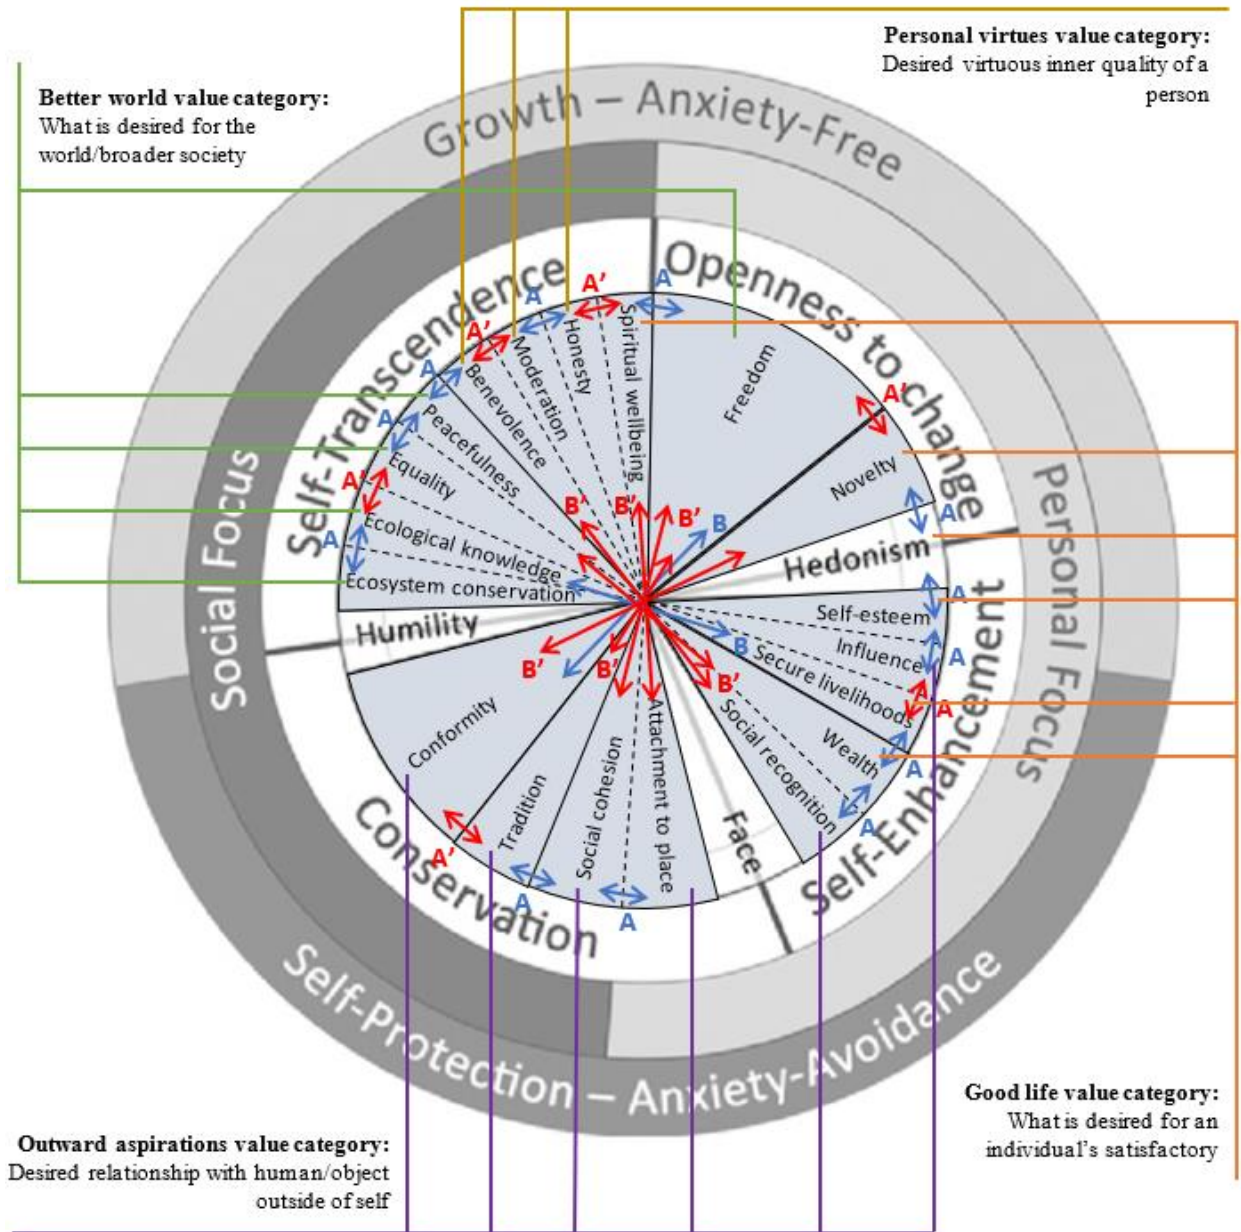 Personal virtues value category:
Desired virtuous inner quality of a
person
Better world value category:
What is desired for the
world/broader society
Growth – Anxiety-Free
Social Focus
Personal Focus
Self-Protection – Anxiety-Avoidance
Self-Transcendence
Openness to change
Hedonism
Self-Enhancement
Face
Conservation
Humility
A'
A
A
A'
Spiritual wellbeing
Honesty
Moderation
Benevolence
Freedom
A'
A
Peacefulness
A
Equality
Novelty
A'
A
Ecological knowledge
A
Ecosystem conservation
B'
B'
B'
B
Self-esteem
A
Influence
A
Secure livelihoods
A
A
B
B'
B'
B'
Wealth
A
Social recognition
A
Conformity
Tradition
A'
Social cohesion
A
Attachment to place
A
Good life value category:
What is desired for an
individual's satisfactory
Outward aspirations value category:
Desired relationship with human/object
outside of self